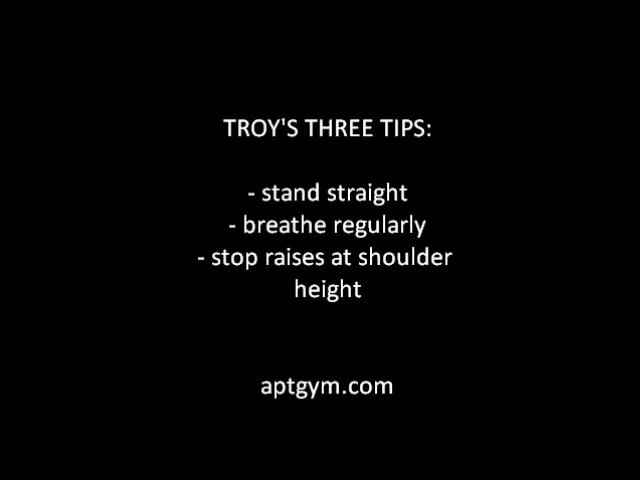 TROY'S THREE TIPS:
- stand straight
- breathe regularly
- stop raises at shoulder
height
aptgym.com